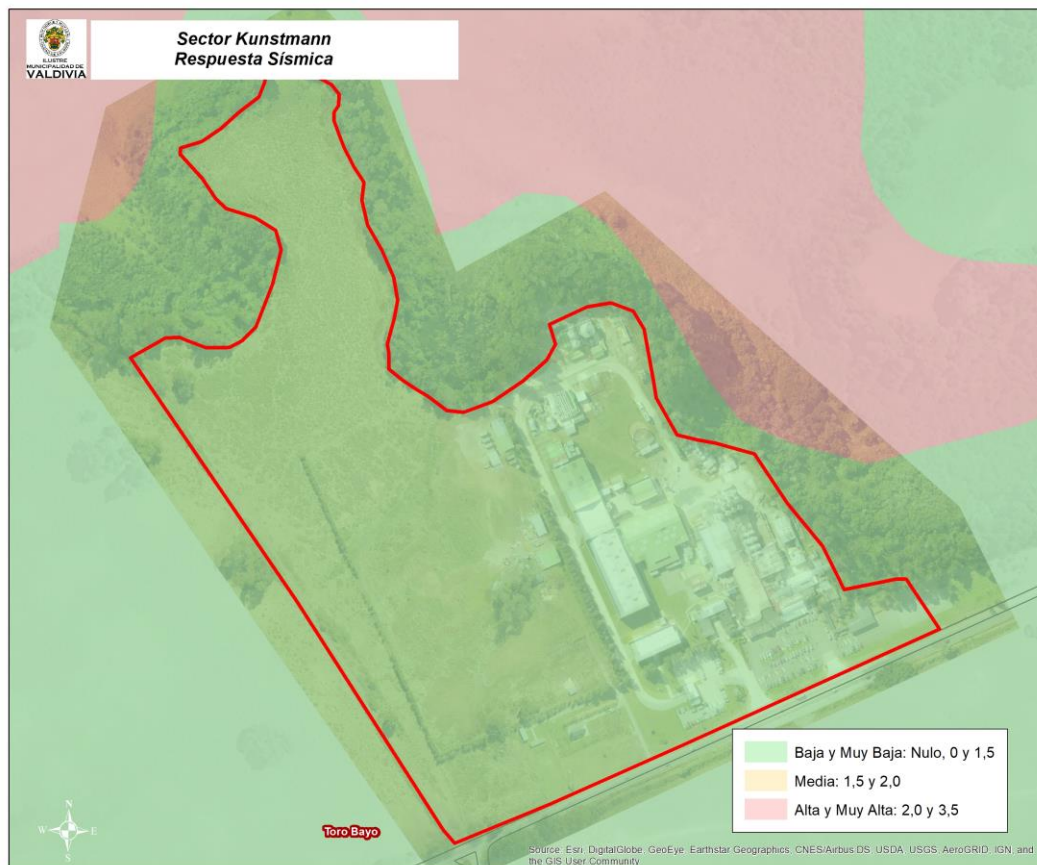 Sector Kunstmann
Respuesta Sísmica
ILUSTRE
MUNICIPALIDAD DE
VALDIVIA
Baja y Muy Baja: Nulo, 0 y 1,5
Media: 1,5 y 2,0
Alta y Muy Alta: 2,0 y 3,5
N
W E
S
Toro Bayo
Source: Esri, DigitalGlobe, GeoEye, Earthstar Geographics, CNES/Airbus DS, USDA, USGS, AeroGRID, IGN, and
the GIS User Community